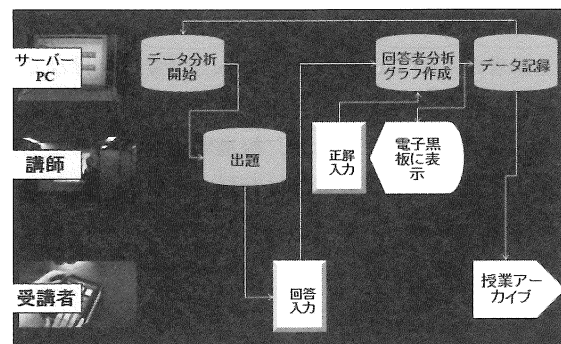 サーバー
PC
データ分析
開始
回答者分析
グラフ作成
データ記録
講師
出題
正解
入力
電子黒
板に表
示
受講者
回答
入力
授業アー
カイブ